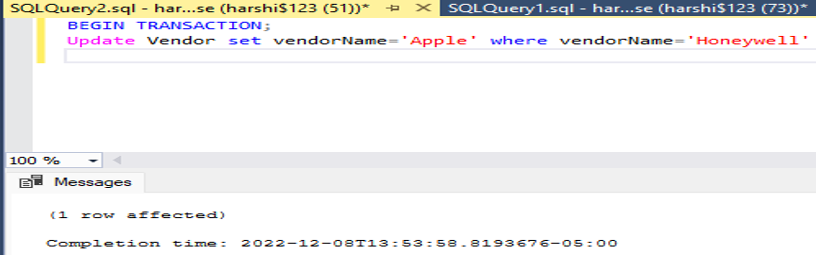 SQLQuery2.sql - har...se (harshi$123 (51))* SQLQuery1.sql - har...se (harshi$123 (73))*
BEGIN TRANSACTION;
Update Vendor set vendorName='Apple' where vendorName='Honeywell'
100 %
Messages
(1 row affected)
Completion time: 2022-12-08T13:53:58.8193676-05:00